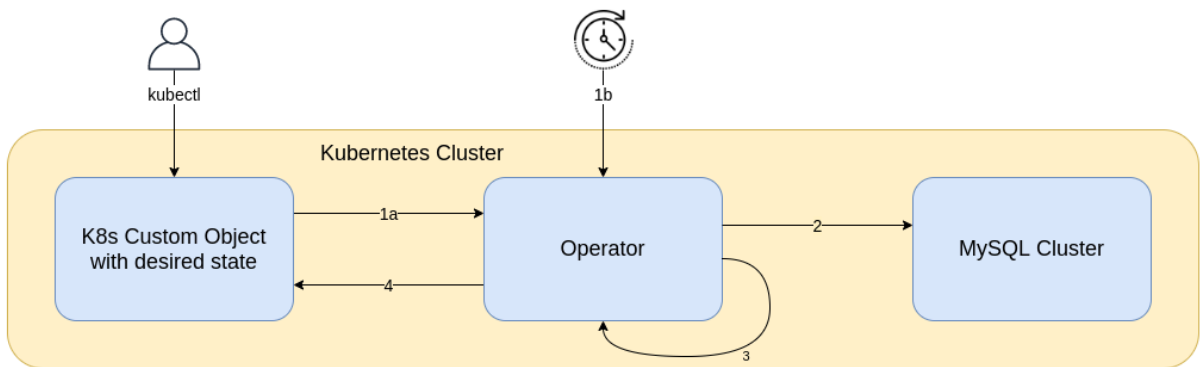 kubectl
1b
Kubernetes Cluster
K8s Custom Object
with desired state
1a
4
Operator
2
3
MySQL Cluster